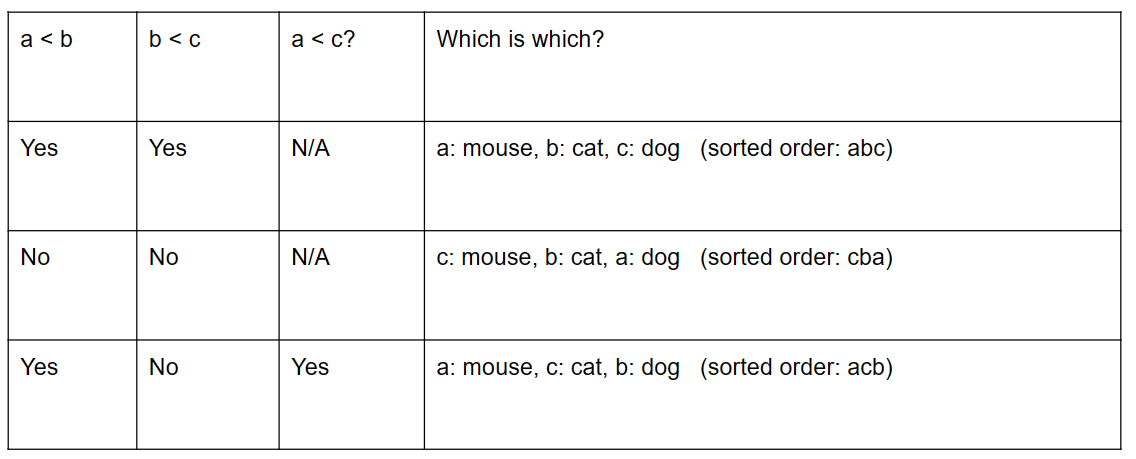 a < b b < c a < c? Which is which?
Yes Yes N/A a: mouse, b: cat, c: dog (sorted order: abc)
No No N/A c: mouse, b: cat, a: dog (sorted order: cba)
Yes No Yes a: mouse, c: cat, b: dog (sorted order: acb)